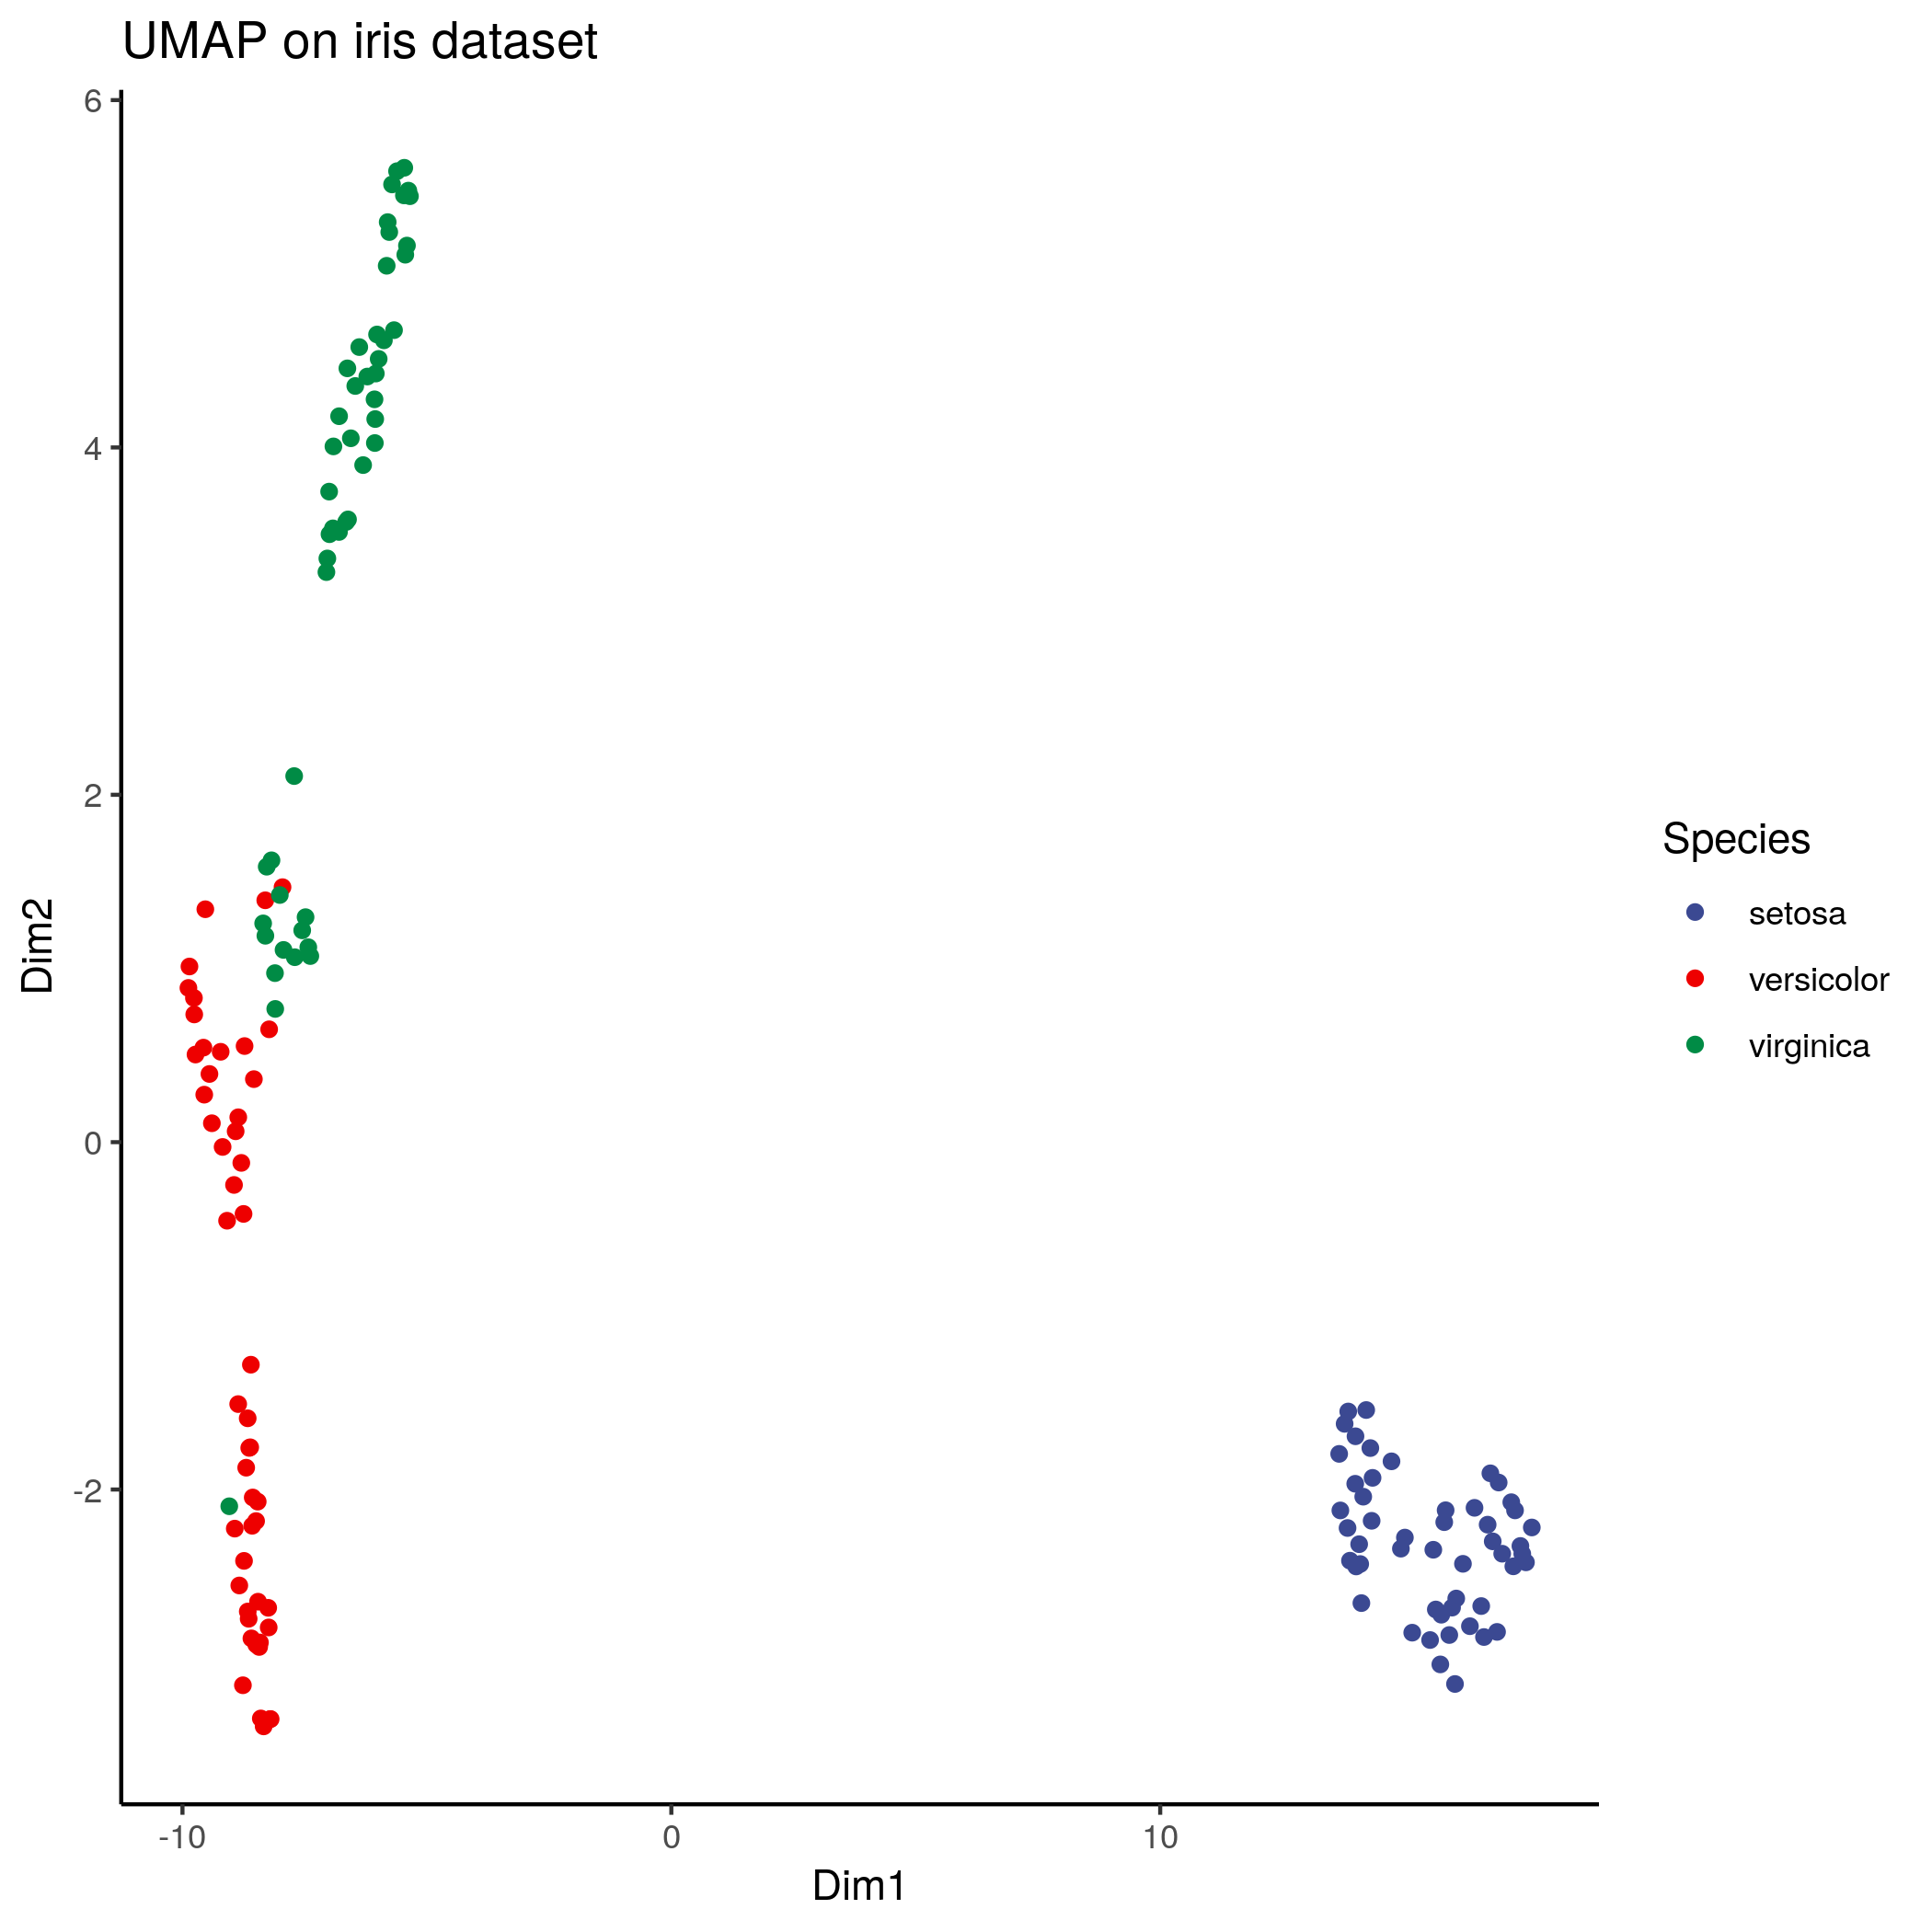 UMAP on iris dataset
6
4
2
0
-2
Dim2
-10 0 10
Dim1
Species
setosa
versicolor
virginica